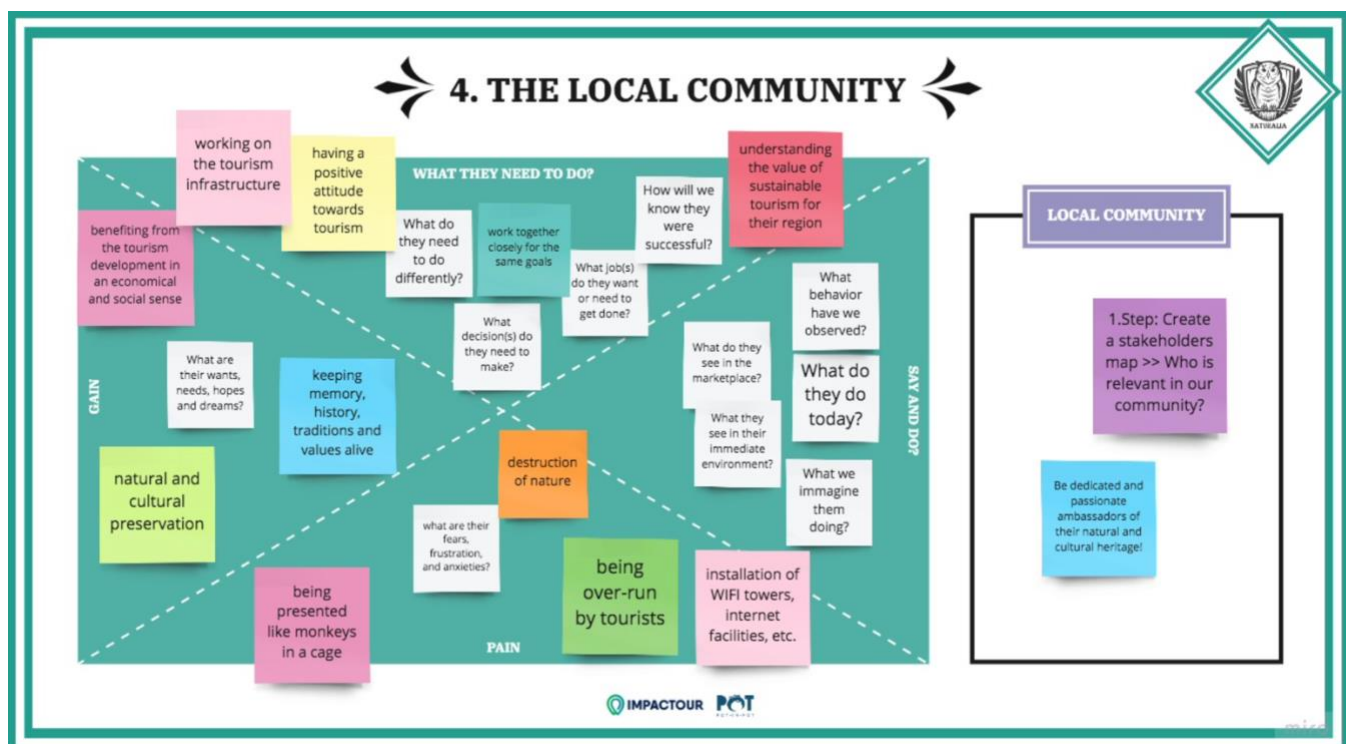 4. THE LOCAL COMMUNITY
NATURALIA
working on
the tourism
infrastructure
having a
positive
attitude
towards
tourism
WHAT THEY NEED TO DO?
What do
they need
to do
differently?
work together
closely for the
same goals
How will we
know they
were
successful?
understanding
the value of
sustainable
tourism for
their region
benefiting from
the tourism
development in
an economical
and social sense
What job(s)
do they want
or need to
get done?
What
decision(s) do
they need to
make?
What
behavior
have we
observed?
What do they
see in the
marketplace?
What do
they do
today?
What they
see in their
immediate
environment?
What we
immagine
them
doing?
SAY AND DO?
GAIN
What are
their wants,
needs, hopes
and dreams?
keeping
memory,
history,
traditions and
values alive
natural and
cultural
preservation
destruction
of nature
what are their
fears,
frustration,
and anxieties?
being
presented
like monkeys
in a cage
being
over-run
by tourists
installation of
WIFI towers,
internet
facilities, etc.
PAIN
LOCAL COMMUNITY
1.Step: Create
a stakeholders
map >> Who is
relevant in our
community?
Be dedicated and
passionate
ambassadors of
their natural and
cultural heritage!
IMPACTOUR
POT
miro